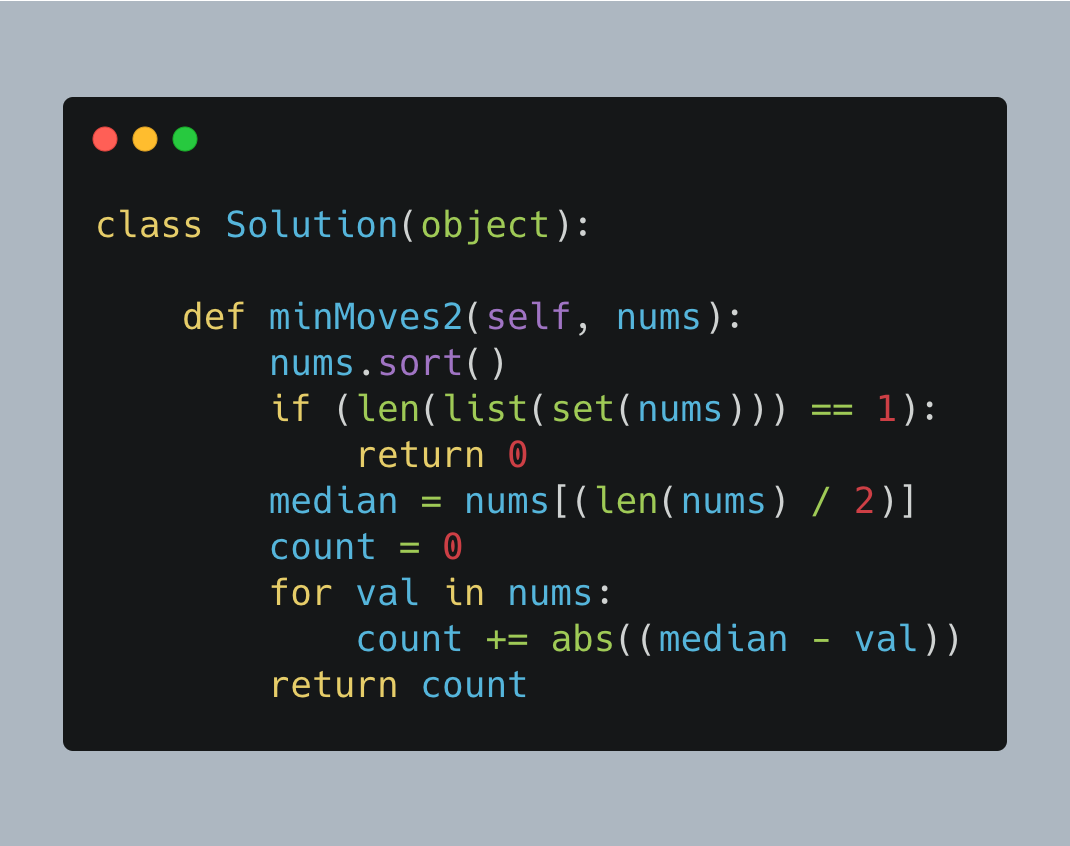 class Solution(object):

    def minMoves2(self, nums):
        nums.sort()
        if (len(list(set(nums))) == 1):
            return 0
        median = nums[(len(nums) / 2)]
        count = 0
        for val in nums:
            count += abs((median - val))
        return count